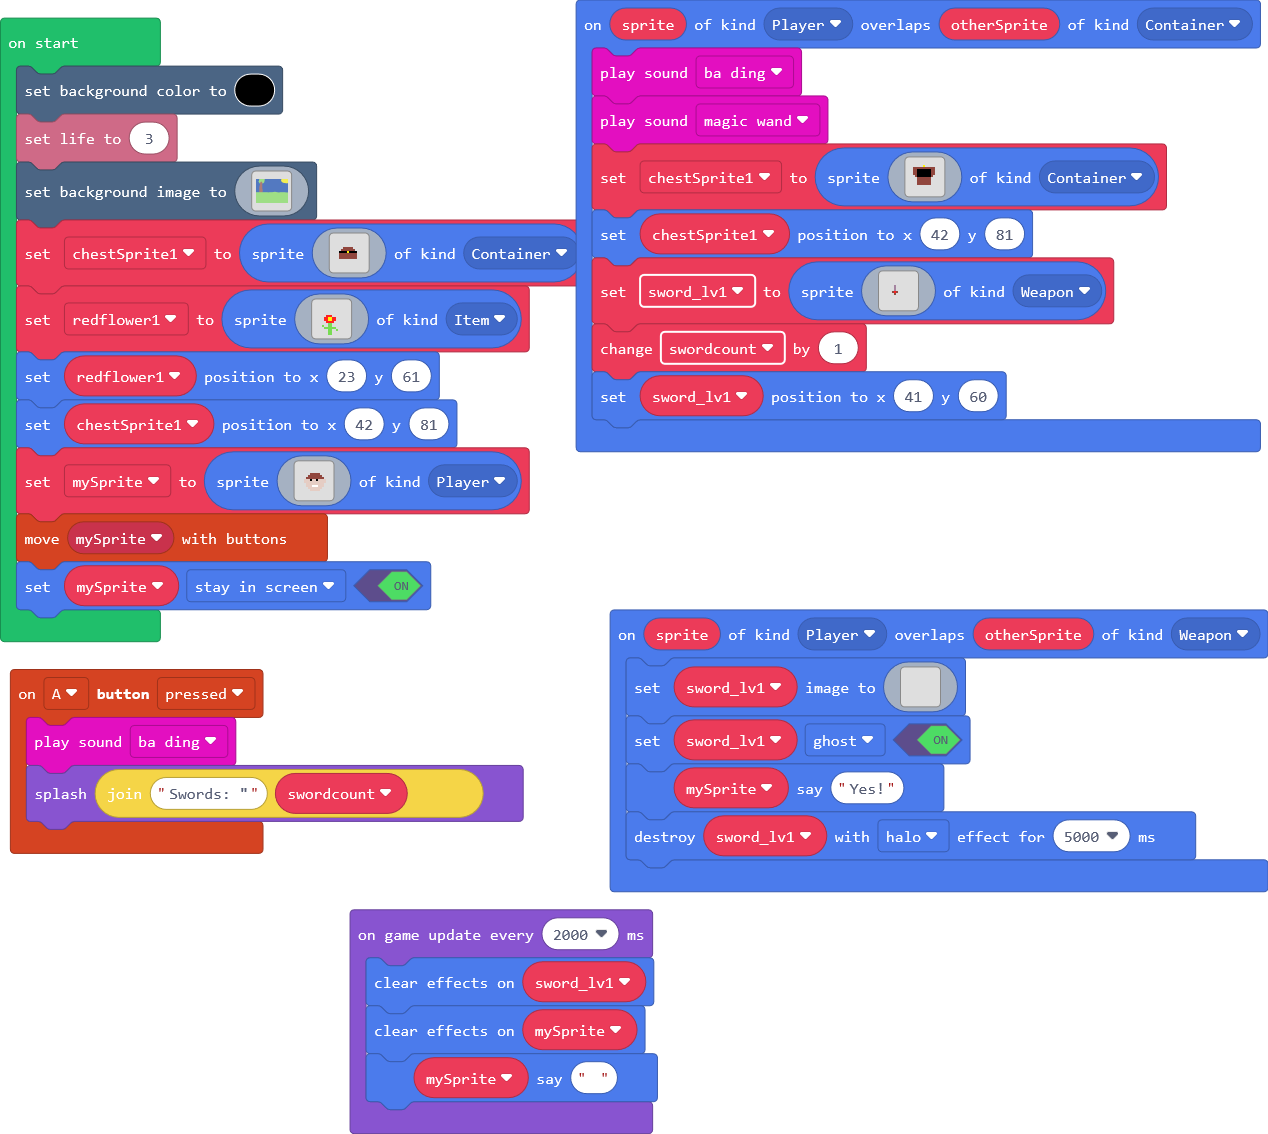 on start
set background color to
set life to 3
set background image to
set chestSprite1 to sprite of kind Container
set redflower1 to sprite of kind Item
set redflower1 position to x 23 y 61
set chestSprite1 position to x 42 y 81
set mySprite to sprite of kind Player
move mySprite with buttons
set mySprite stay in screen ON
on sprite of kind Player overlaps otherSprite of kind Container
play sound ba ding
play sound magic wand
set chestSprite1 to sprite of kind Container
set chestSprite1 position to x 42 y 81
set sword_lv1 to sprite of kind Weapon
change swordcount by 1
set sword_lv1 position to x 41 y 60
on A button pressed
play sound ba ding
splash join "Swords: "" swordcount
on sprite of kind Player overlaps otherSprite of kind Weapon
set sword_lv1 image to
set sword_lv1 ghost ON
mySprite say "Yes!"
destroy sword_lv1 with halo effect for 5000 ms
on game update every 2000 ms
clear effects on sword_lv1
clear effects on mySprite
mySprite say " "